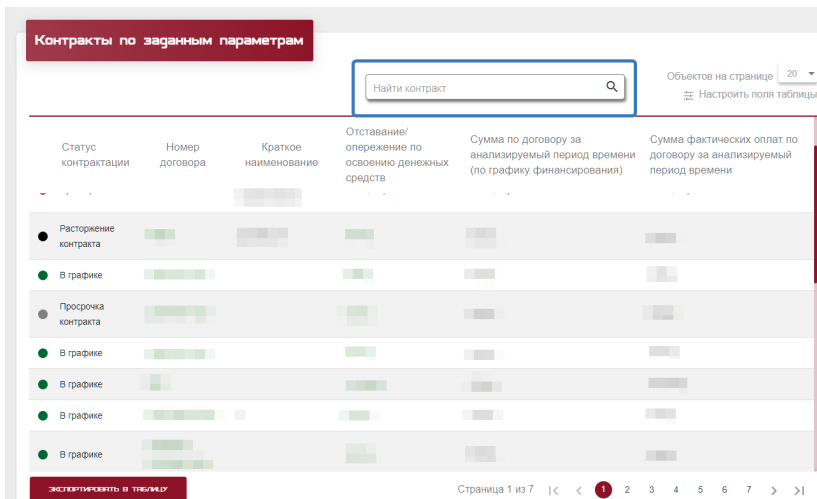 Контракты по заданным параметрам
Найти контракт
Объектов на странице 20
Настроить поля таблицы
Статус контрактации
Номер договора
Краткое наименование
Отставание/ опережение по освоению денежных средств
Сумма по договору за анализируемый период времени (по графику финансирования)
Сумма фактических оплат по договору за анализируемый период времени
Расторжение контракта
В графике
Просрочка контракта
В графике
В графике
В графике
В графике
ЭКСПОРТИРОВАТЬ В ТАБЛИЦУ
Страница 1 из 7 |< < 1 2 3 4 5 6 7 > >|